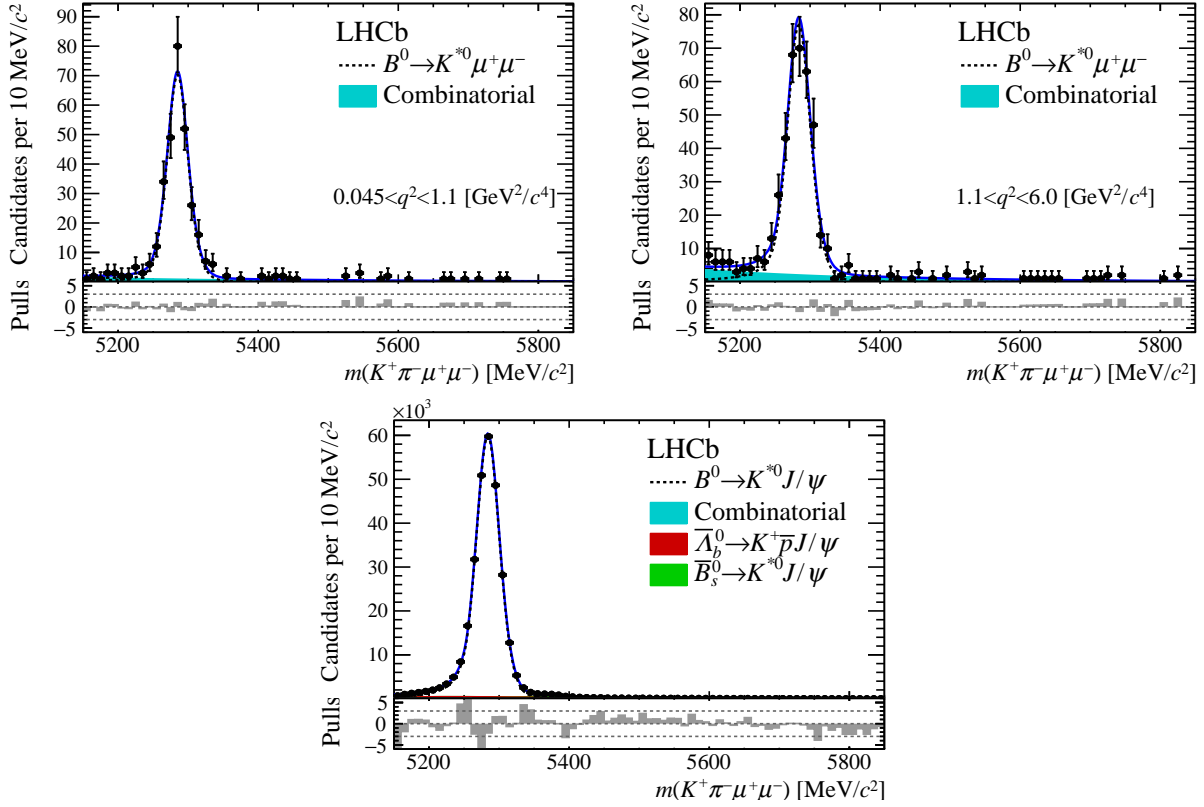 Candidates per 10 MeV/c²
90
80
70
60
50
40
30
20
10
LHCb
B⁰→K*⁰μ⁺μ⁻
Combinatorial
0.045<q²<1.1 [GeV²/c⁴]
Pulls
5
0
−5
5200 5400 5600 5800
m(K⁺π⁻μ⁺μ⁻) [MeV/c²]
Candidates per 10 MeV/c²
80
70
60
50
40
30
20
10
LHCb
B⁰→K*⁰μ⁺μ⁻
Combinatorial
1.1<q²<6.0 [GeV²/c⁴]
Pulls
5
0
−5
5200 5400 5600 5800
m(K⁺π⁻μ⁺μ⁻) [MeV/c²]
×10³
Candidates per 10 MeV/c²
60
50
40
30
20
10
LHCb
B⁰→K*⁰J/ψ
Combinatorial
Λ̅_b⁰→K⁺p̅J/ψ
B̅_s⁰→K*⁰J/ψ
Pulls
5
0
−5
5200 5400 5600 5800
m(K⁺π⁻μ⁺μ⁻) [MeV/c²]